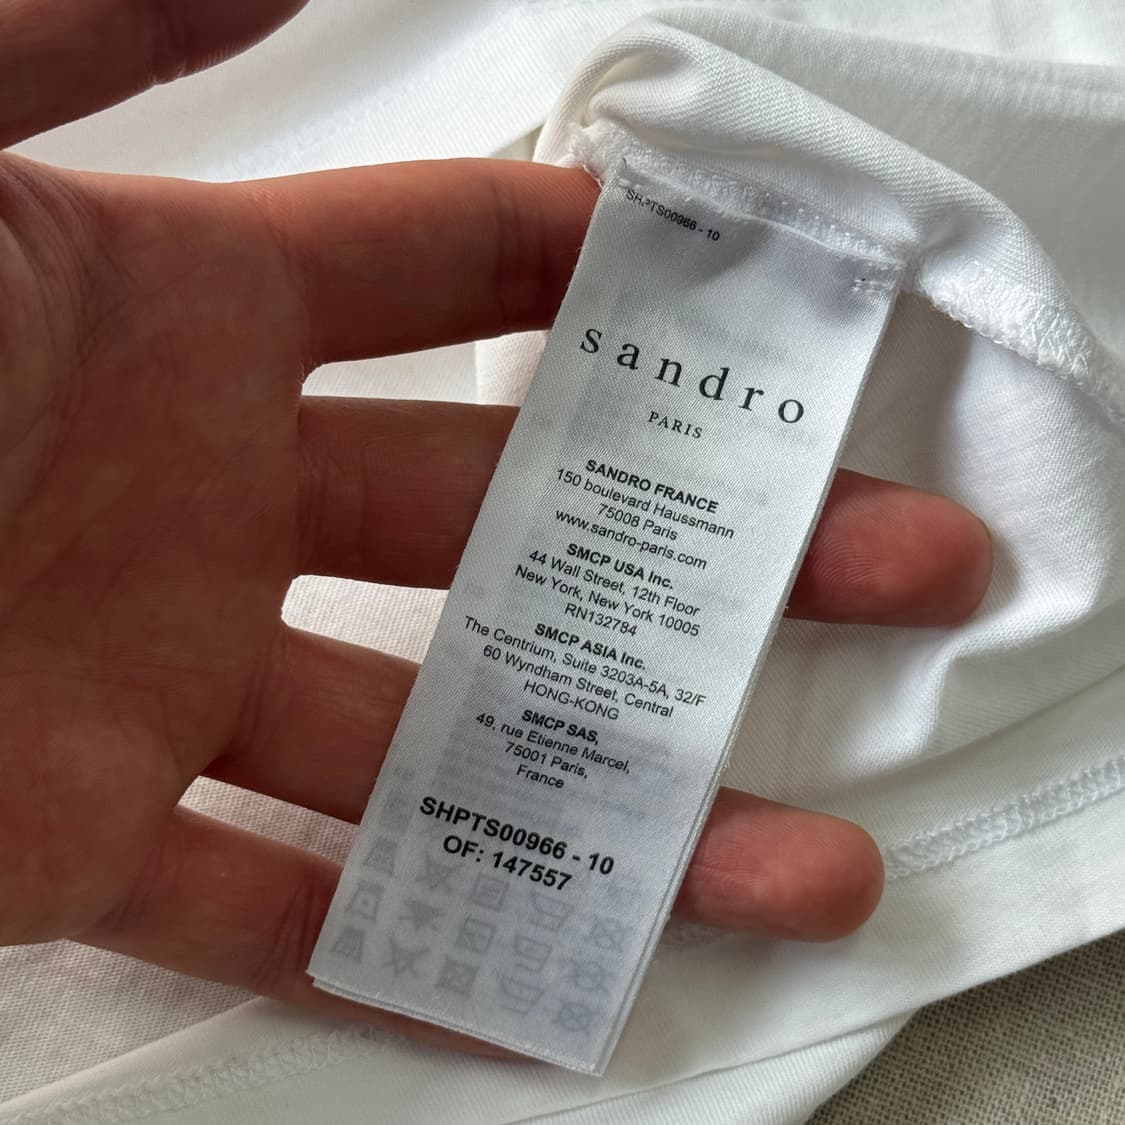 SHPTS00966 - 10
sandro
PARIS
SANDRO FRANCE
150 boulevard Haussmann
75008 Paris
www.sandro-paris.com
SMCP USA Inc.
44 Wall Street, 12th Floor
New York, New York 10005
RN132784
SMCP ASIA Inc.
The Centrium, Suite 3203A-5A, 32/F
60 Wyndham Street, Central
HONG-KONG
SMCP SAS,
49, rue Etienne Marcel,
75001 Paris,
France
SHPTS00966 - 10
OF: 147557